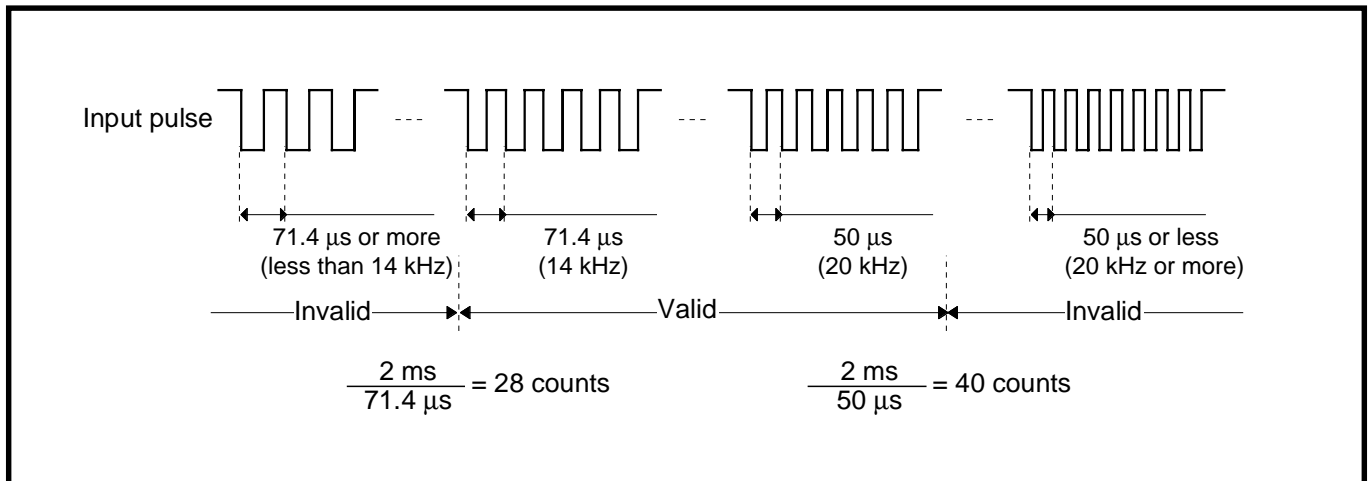 Input pulse
71.4 μs or more
(less than 14 kHz)
71.4 μs
(14 kHz)
50 μs
(20 kHz)
50 μs or less
(20 kHz or more)
Invalid
Valid
Invalid
2 ms
71.4 μs
= 28 counts
2 ms
50 μs
= 40 counts